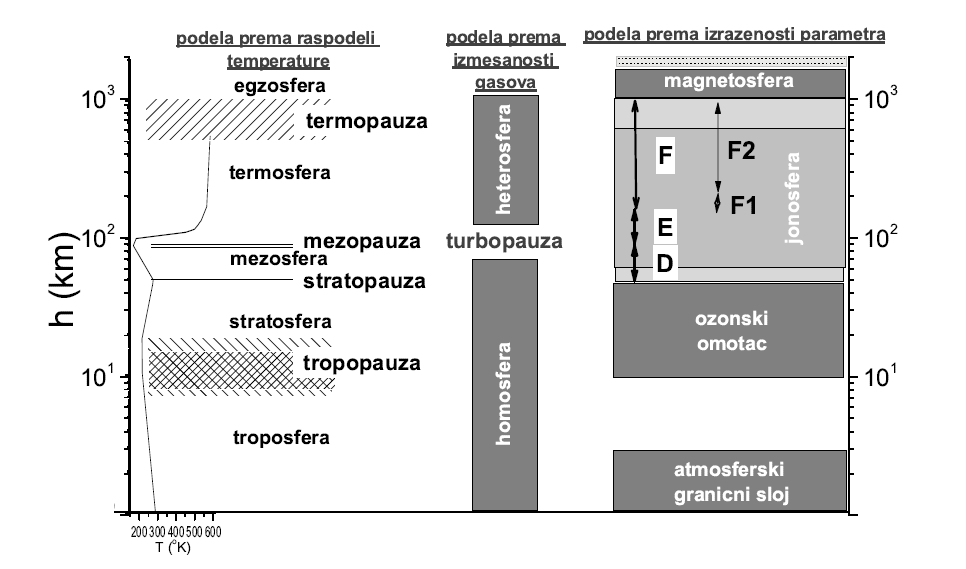 podela prema raspodeli
temperature
podela prema
izmesanosti
gasova
podela prema izrazenosti parametra
h (km)
10³
10²
10¹
egzosfera
termopauza
termosfera
mezopauza
mezosfera
stratopauza
stratosfera
tropopauza
troposfera
200 300 400 500 600
T (°K)
heterosfera
turbopauza
homosfera
magnetosfera
F
F2
F1
E
D
jonosfera
ozonski
omotac
atmosferski
granicni sloj
10³
10²
10¹